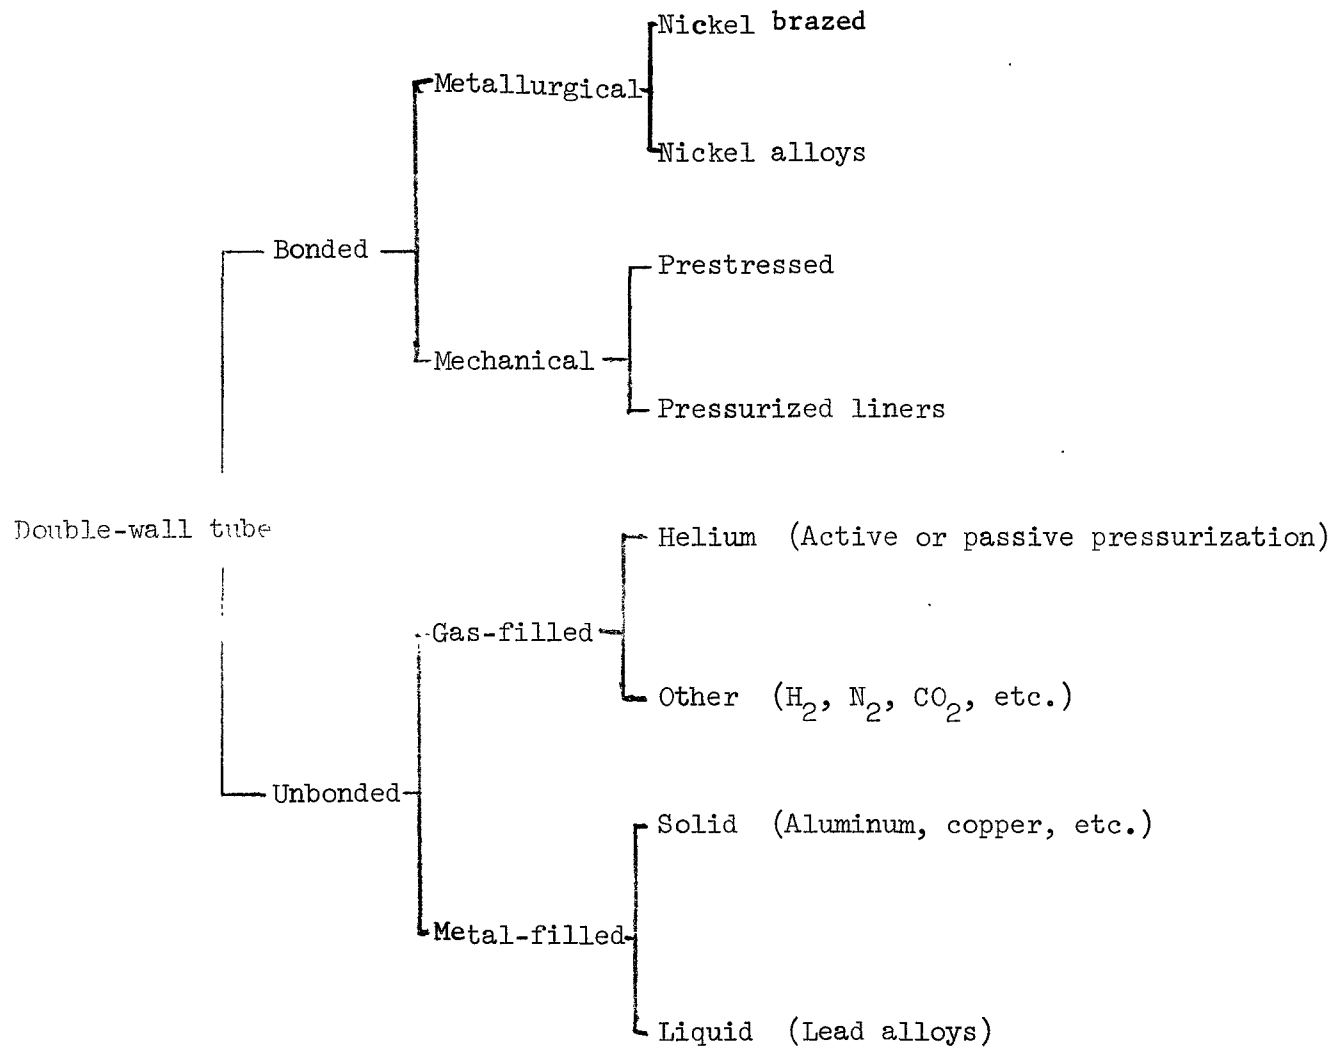 Nickel brazed
Metallurgical
Nickel alloys
Bonded
Prestressed
Mechanical
Pressurized liners
Double-wall tube
Helium (Active or passive pressurization)
Gas-filled
Other (H₂, N₂, CO₂, etc.)
Unbonded
Solid (Aluminum, copper, etc.)
Metal-filled
Liquid (Lead alloys)